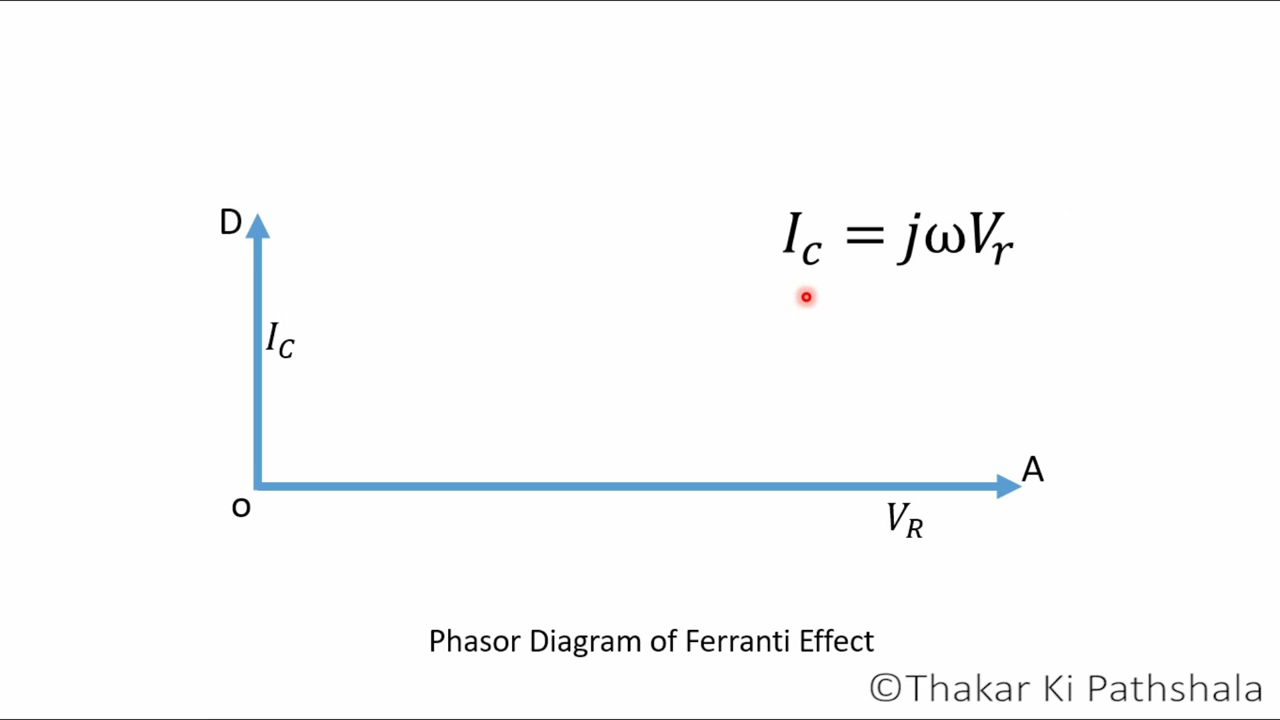 D
I_c = jωV_r
I_C
A
o
V_R
Phasor Diagram of Ferranti Effect
©Thakar Ki Pathshala